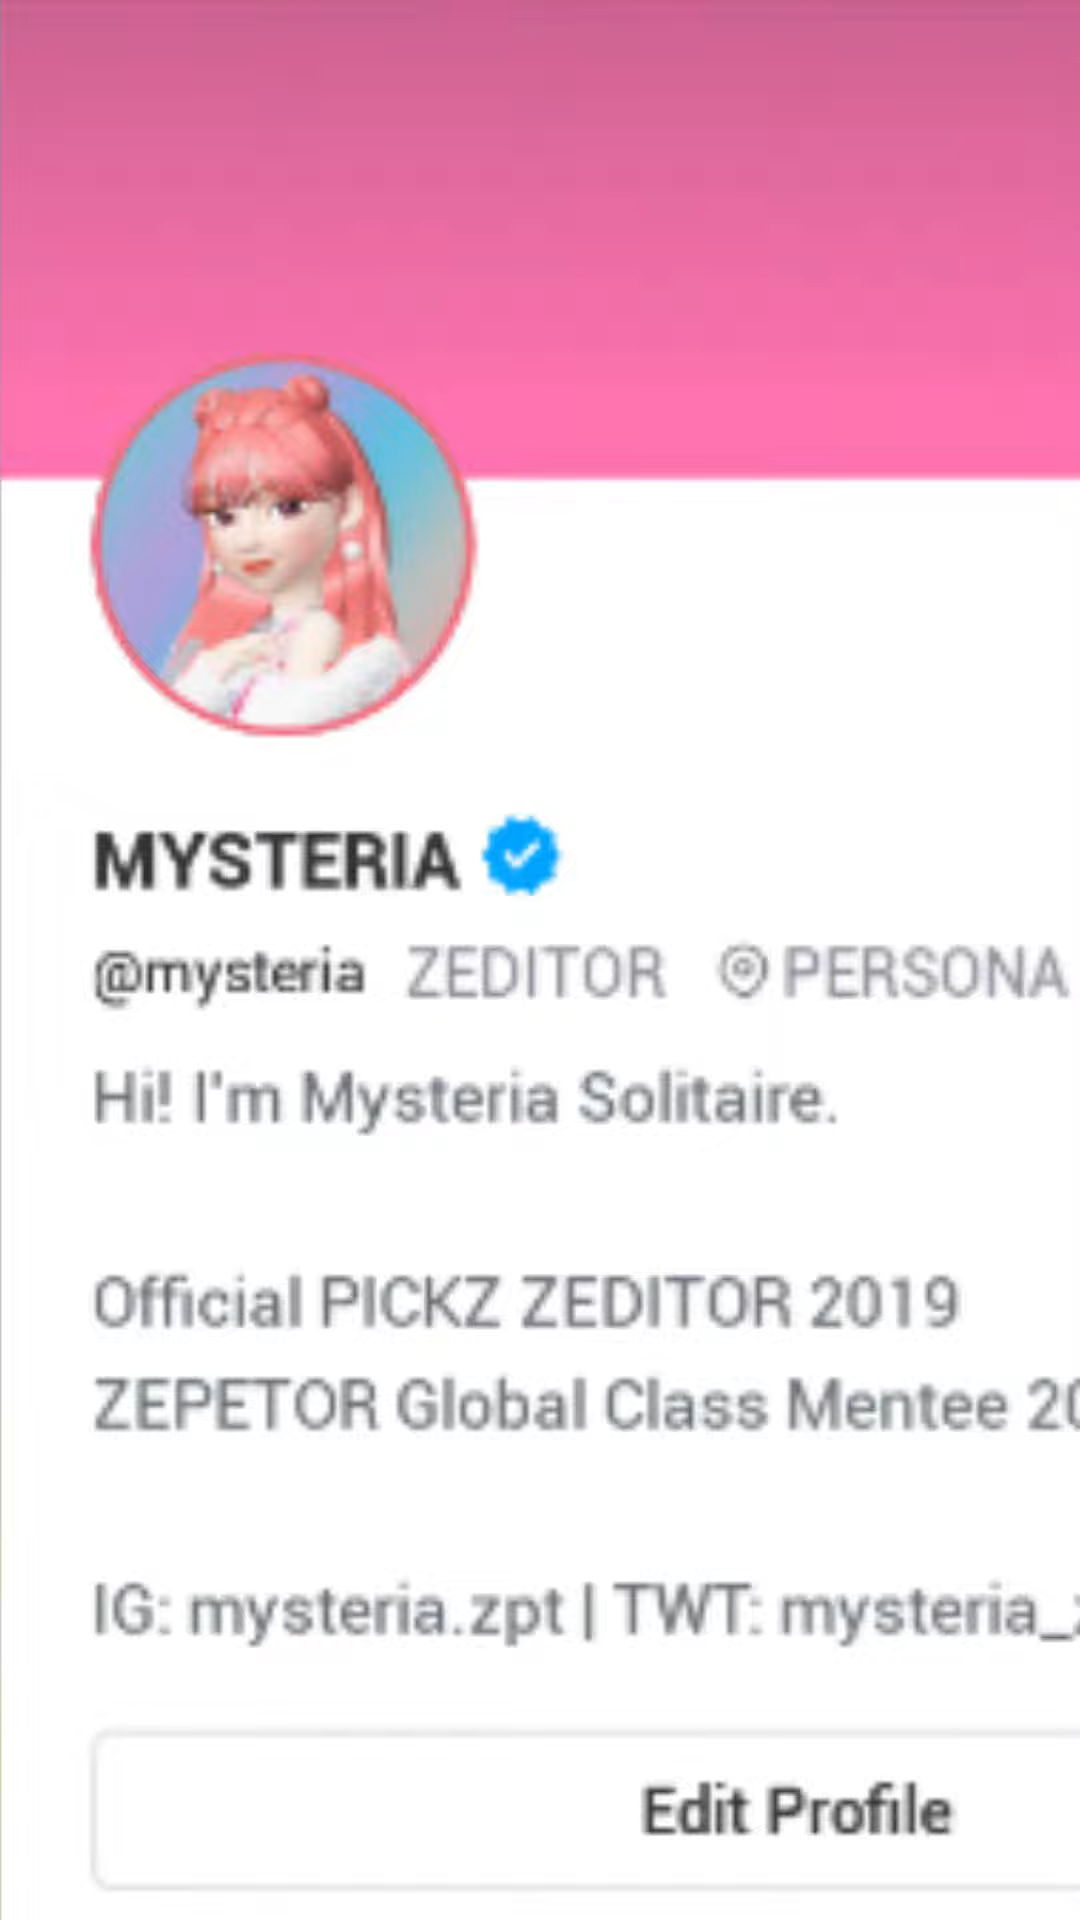 MYSTERIA
@mysteria ZEDITOR PERSONA
Hi! I'm Mysteria Solitaire.
Official PICKZ ZEDITOR 2019
ZEPETOR Global Class Mentee
IG: mysteria.zpt | TWT:
Edit Profile